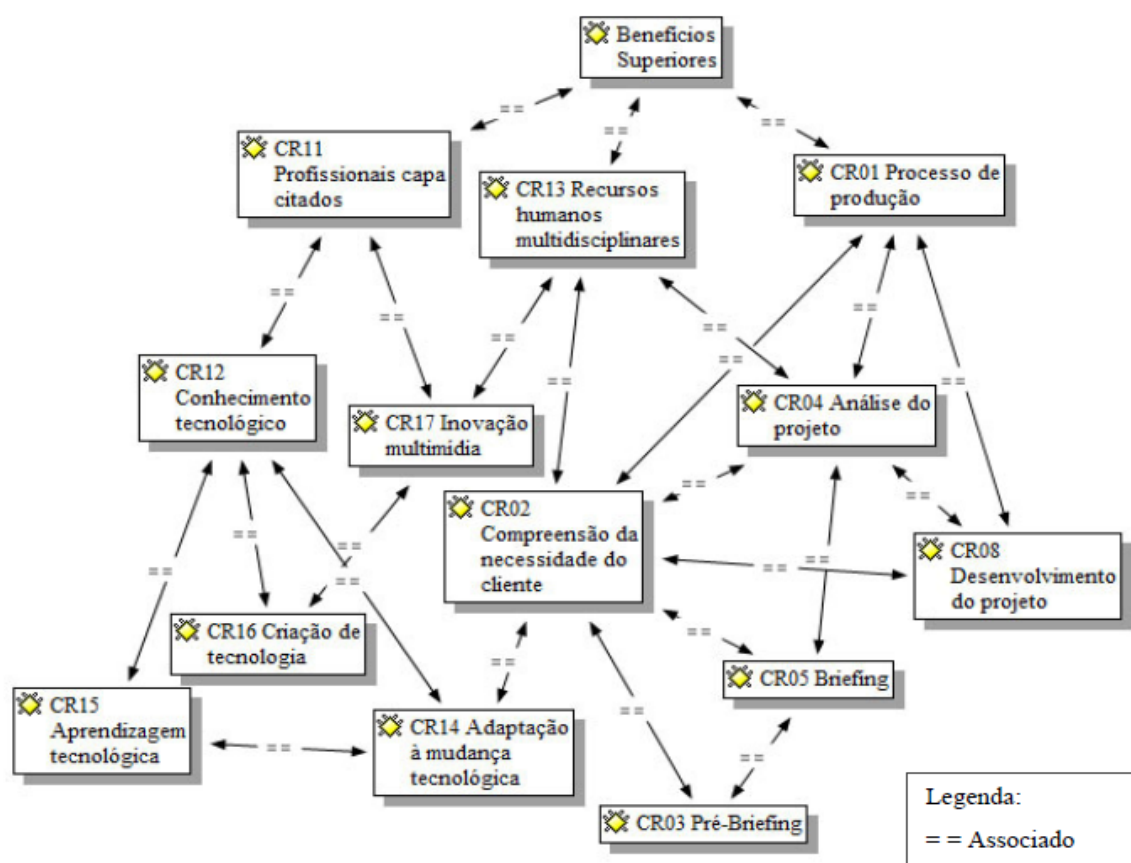 Benefícios
Superiores
==
==
==
CR11
Profissionais capa
citados
CR13 Recursos
humanos
multidisciplinares
CR01 Processo de
produção
==
==
==
==
==
==
==
==
CR12
Conhecimento
tecnológico
CR17 Inovação
multimídia
CR04 Análise do
projeto
==
==
CR02
Compreensão da
necessidade do
cliente
CR08
Desenvolvimento
do projeto
==
==
==
==
==
==
CR16 Criação de
tecnologia
==
==
CR05 Briefing
CR15
Aprendizagem
tecnológica
==
CR14 Adaptação
à mudança
tecnológica
==
==
CR03 Pré-Briefing
Legenda:
= = Associado